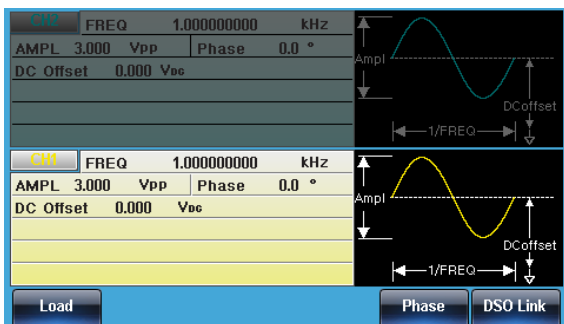 CH2 FREQ 1.000000000 kHz
AMPL 3.000 Vpp Phase 0.0 °
DC Offset 0.000 VDC
Ampl
DCoffset
1/FREQ
CH1 FREQ 1.000000000 kHz
AMPL 3.000 Vpp Phase 0.0 °
DC Offset 0.000 VDC
Ampl
DCoffset
1/FREQ
Load Phase DSO Link